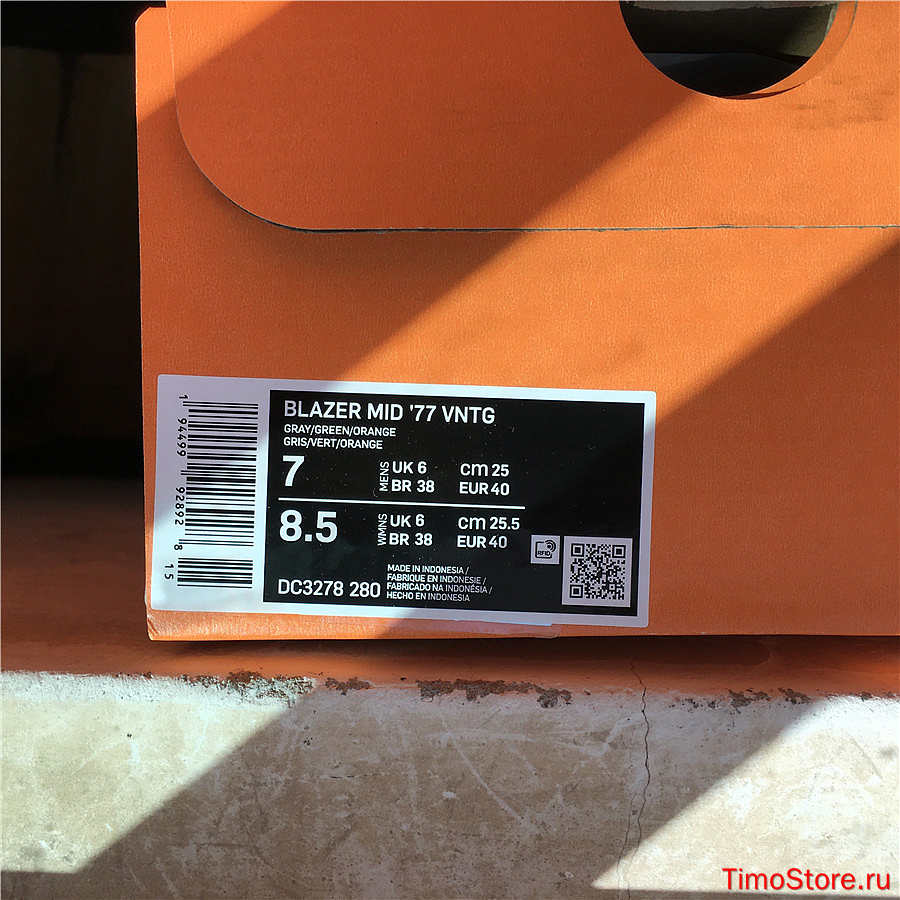 BLAZER MID '77 VNTG
GRAY/GREEN/ORANGE
GRIS/VERT/ORANGE
7
MENS
UK 6 cm 25
BR 38 EUR 40
8.5
WMNS
UK 6 cm 25.5
BR 38 EUR 40
RFID
DC3278 280
MADE IN INDONESIA /
FABRIQUE EN INDONESIE /
FABRICADO NA INDONÉSIA /
HECHO EN INDONESIA
1 94499 92892 8 15
TimoStore.ru